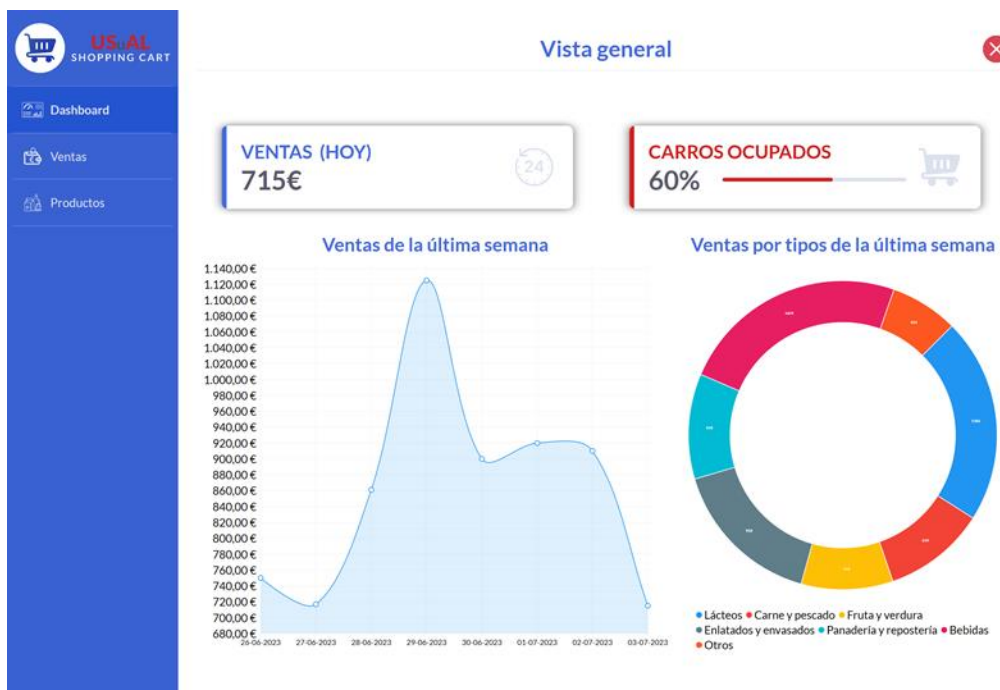 USuAL
SHOPPING CART
Dashboard
Ventas
Productos
Vista general
VENTAS (HOY)
715€
24
CARROS OCUPADOS
60%
Ventas de la última semana
1.140,00 €
1.120,00 €
1.100,00 €
1.080,00 €
1.060,00 €
1.040,00 €
1.020,00 €
1.000,00 €
980,00 €
960,00 €
940,00 €
920,00 €
900,00 €
880,00 €
860,00 €
840,00 €
820,00 €
800,00 €
780,00 €
760,00 €
740,00 €
720,00 €
700,00 €
680,00 €
26-06-2023 27-06-2023 28-06-2023 29-06-2023 30-06-2023 01-07-2023 02-07-2023 03-07-2023
Ventas por tipos de la última semana
Lácteos Carne y pescado Fruta y verdura
Enlatados y envasados Panadería y repostería Bebidas
Otros